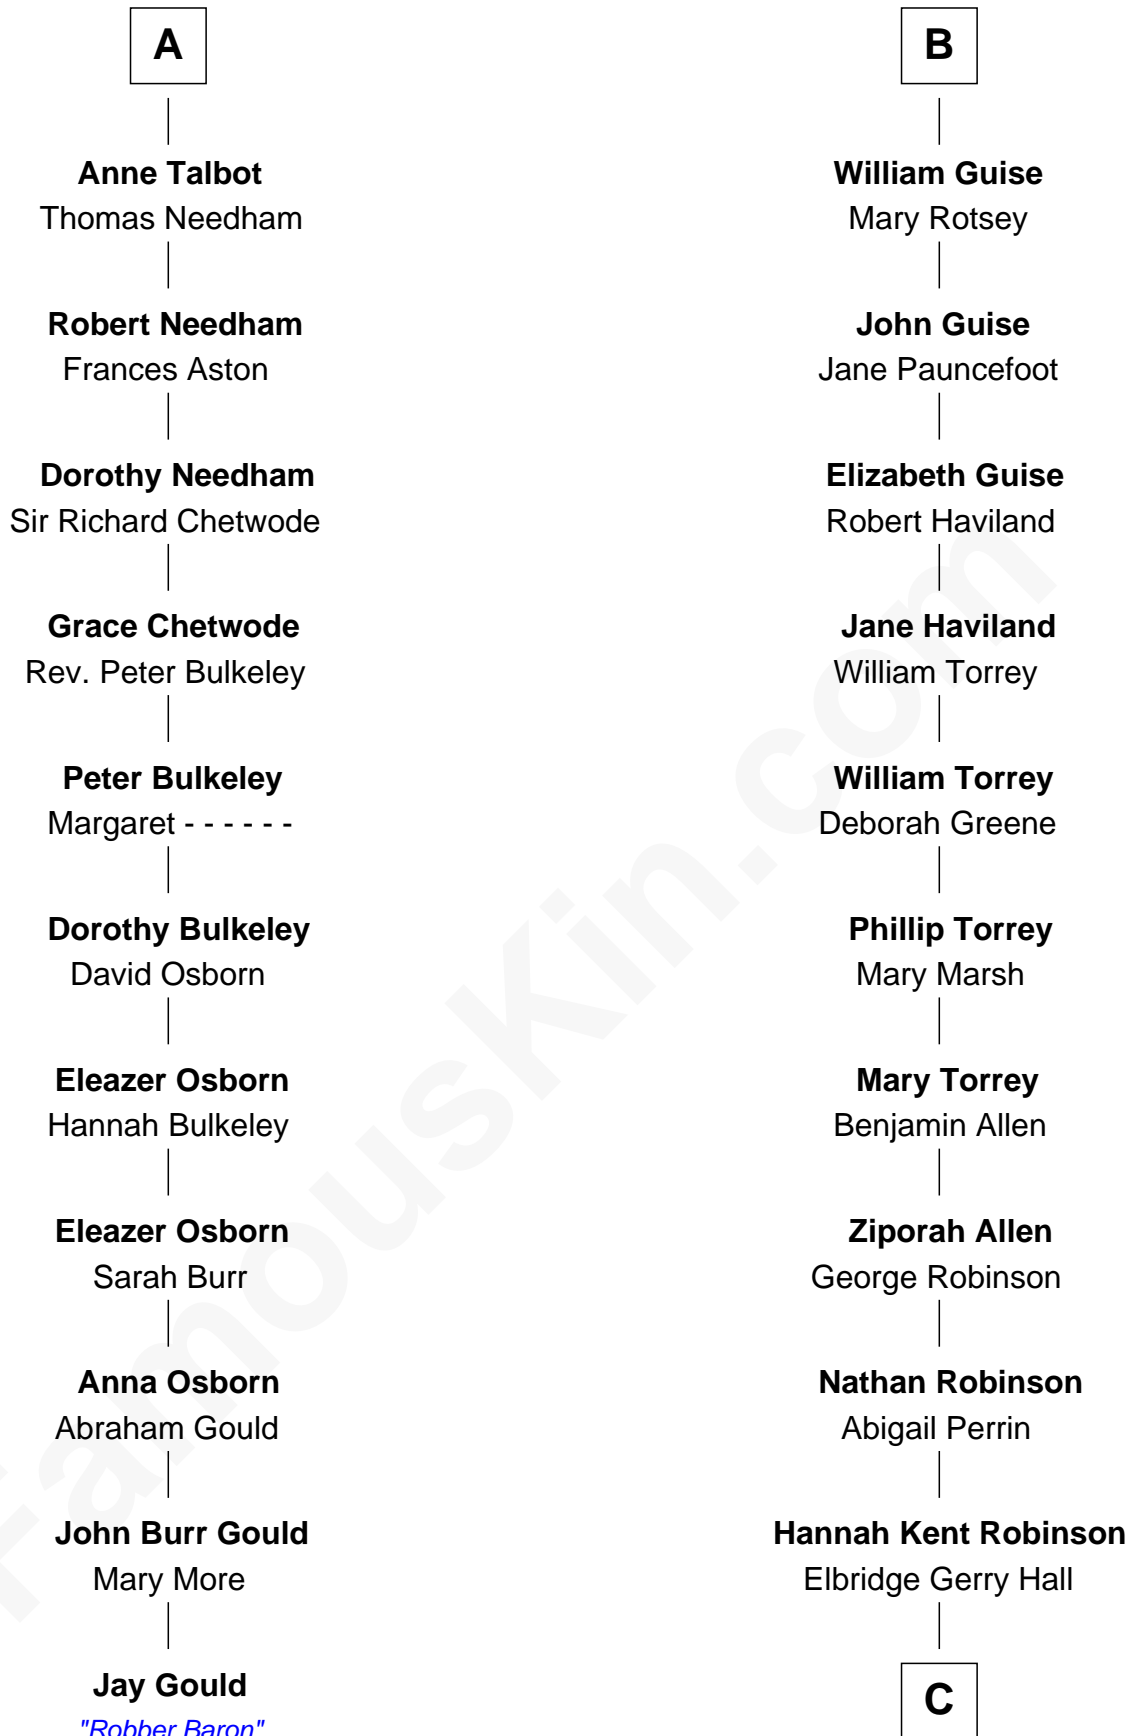 A
Anne Talbot
Thomas Needham
Robert Needham
Frances Aston
Dorothy Needham
Sir Richard Chetwode
Grace Chetwode
Rev. Peter Bulkeley
Peter Bulkeley
Margaret - - - - - -
Dorothy Bulkeley
David Osborn
Eleazer Osborn
Hannah Bulkeley
Eleazer Osborn
Sarah Burr
Anna Osborn
Abraham Gould
John Burr Gould
Mary More
Jay Gould
"Robber Baron"
B
William Guise
Mary Rotsey
John Guise
Jane Pauncefoot
Elizabeth Guise
Robert Haviland
Jane Haviland
William Torrey
William Torrey
Deborah Greene
Phillip Torrey
Mary Marsh
Mary Torrey
Benjamin Allen
Ziporah Allen
George Robinson
Nathan Robinson
Abigail Perrin
Hannah Kent Robinson
Elbridge Gerry Hall
C
FamousKin.com